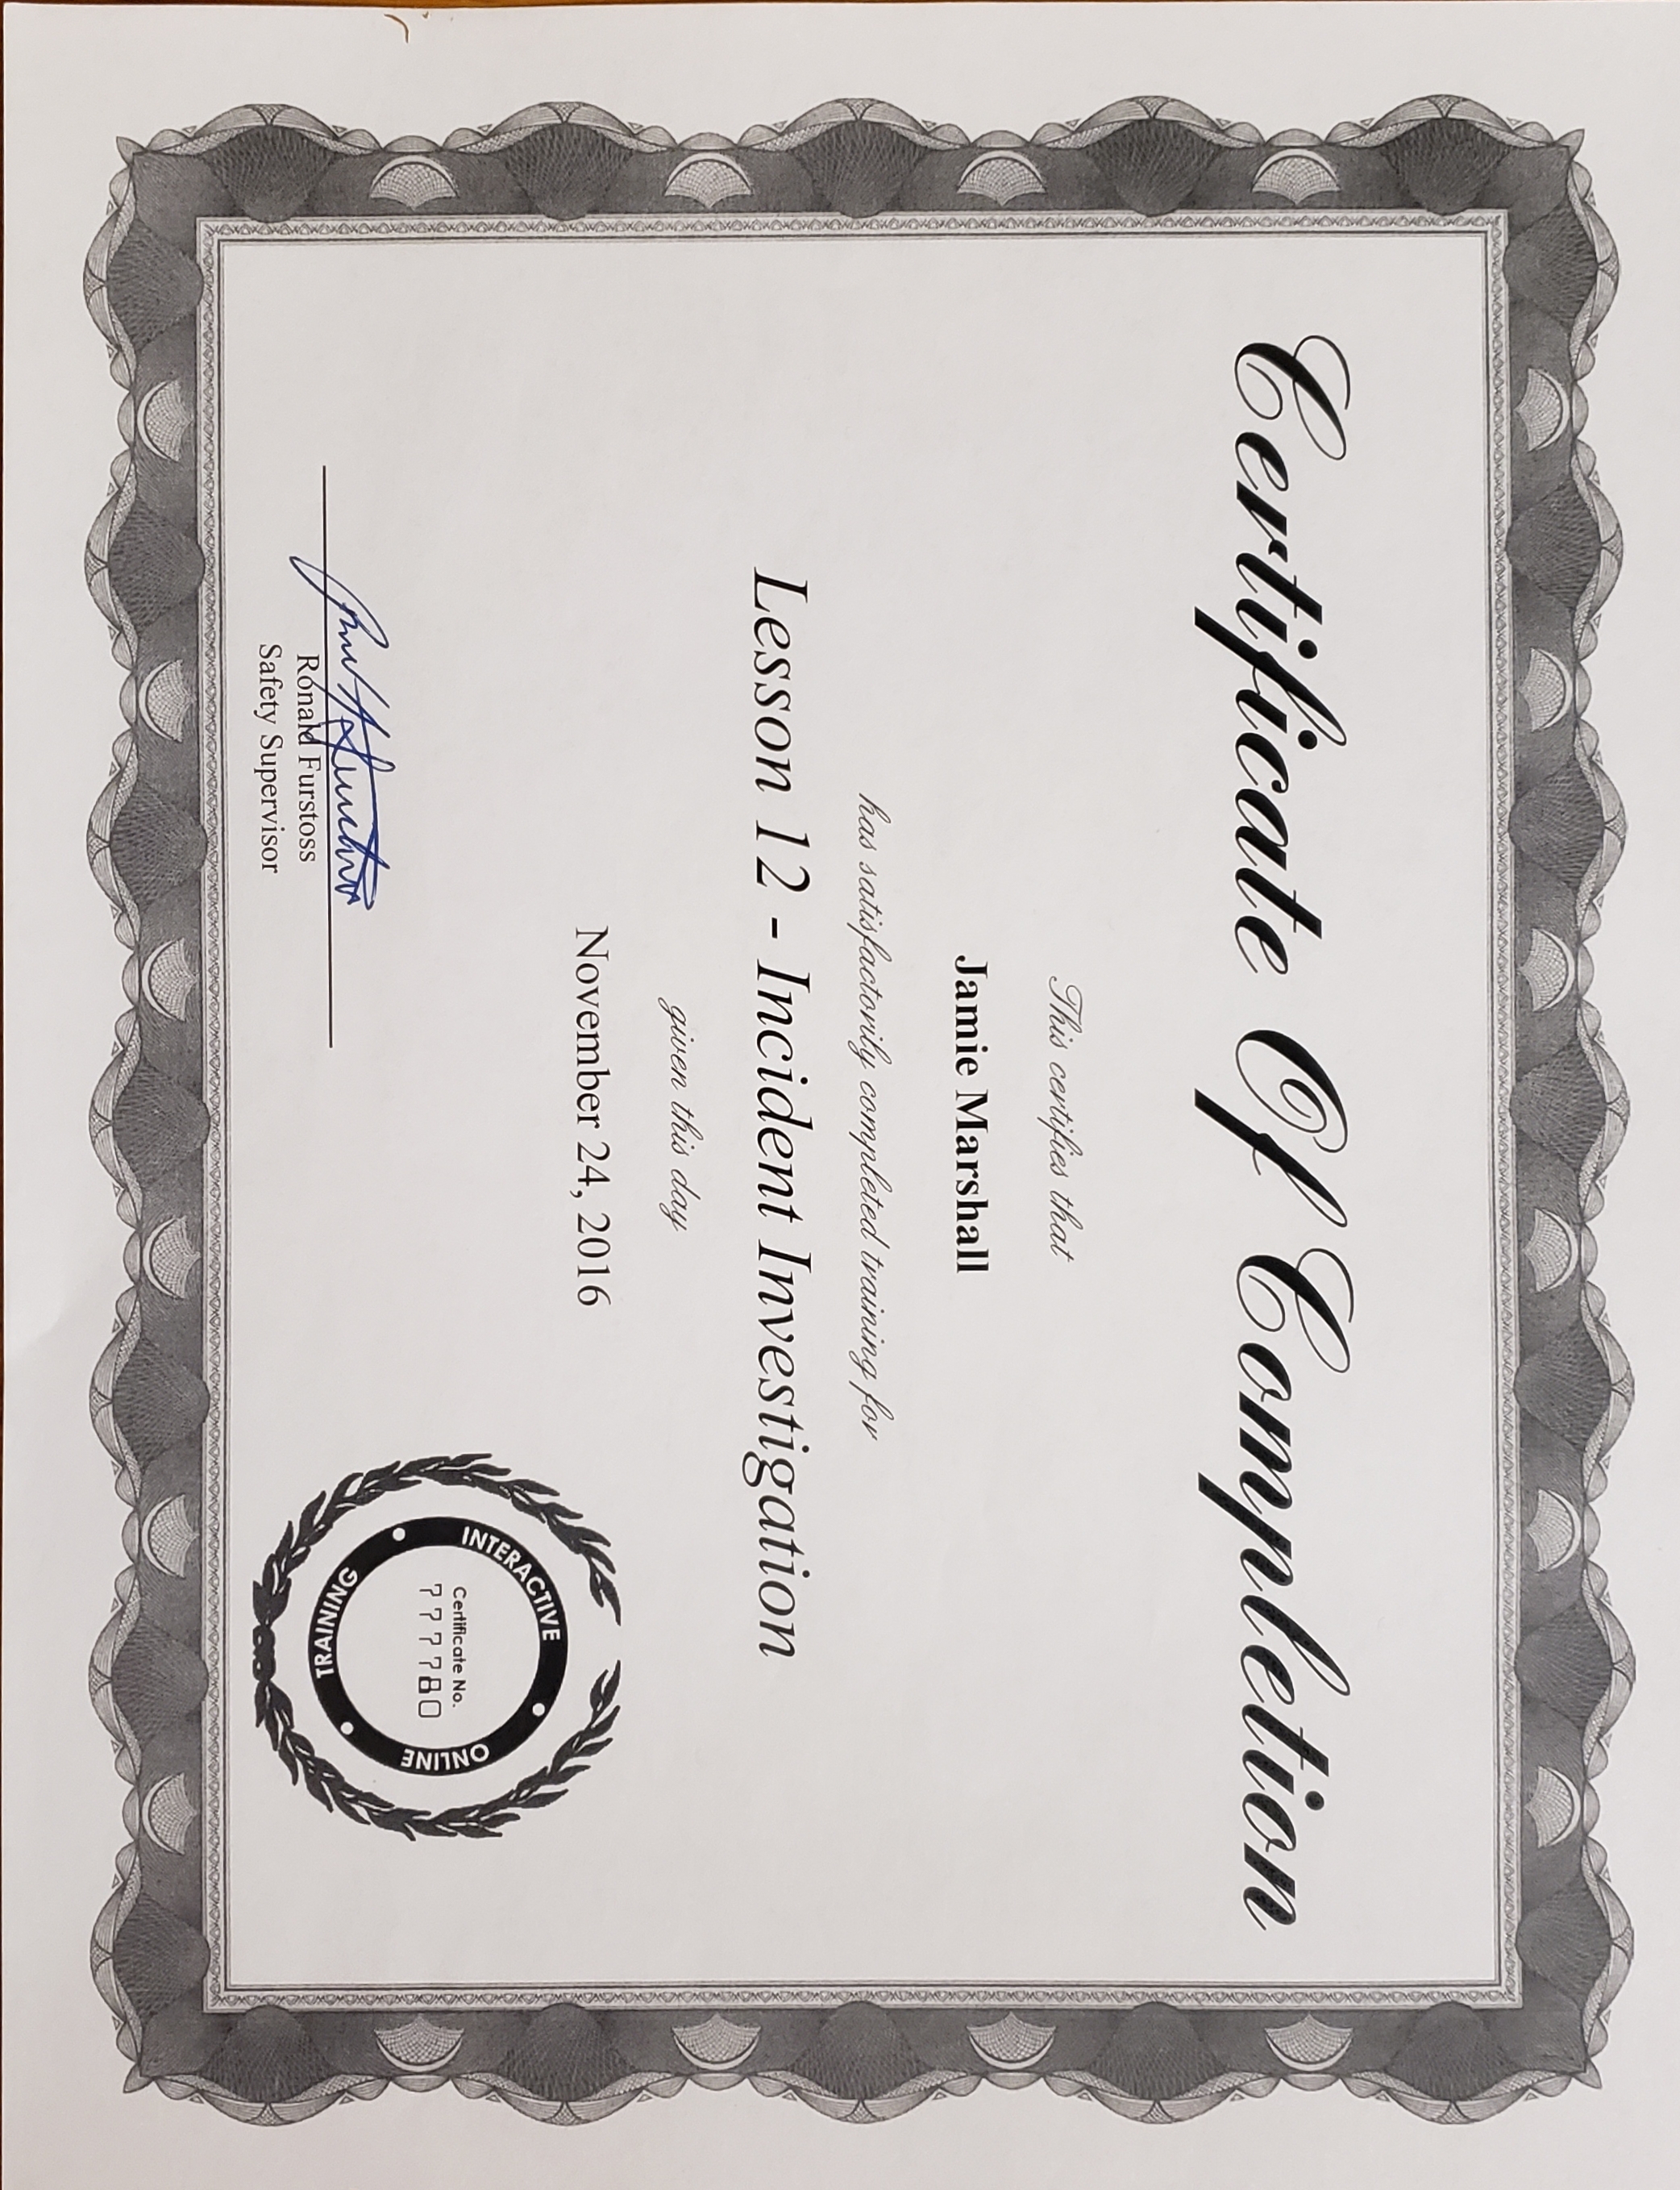 Certificate Of Completion
This certifies that
Jamie Marshall
has satisfactorily completed training for
Lesson 12 - Incident Investigation
given this day
November 24, 2016
INTERACTIVE • ONLINE • TRAINING •
Certificate No.
777780
Ronald Furstoss
Safety Supervisor